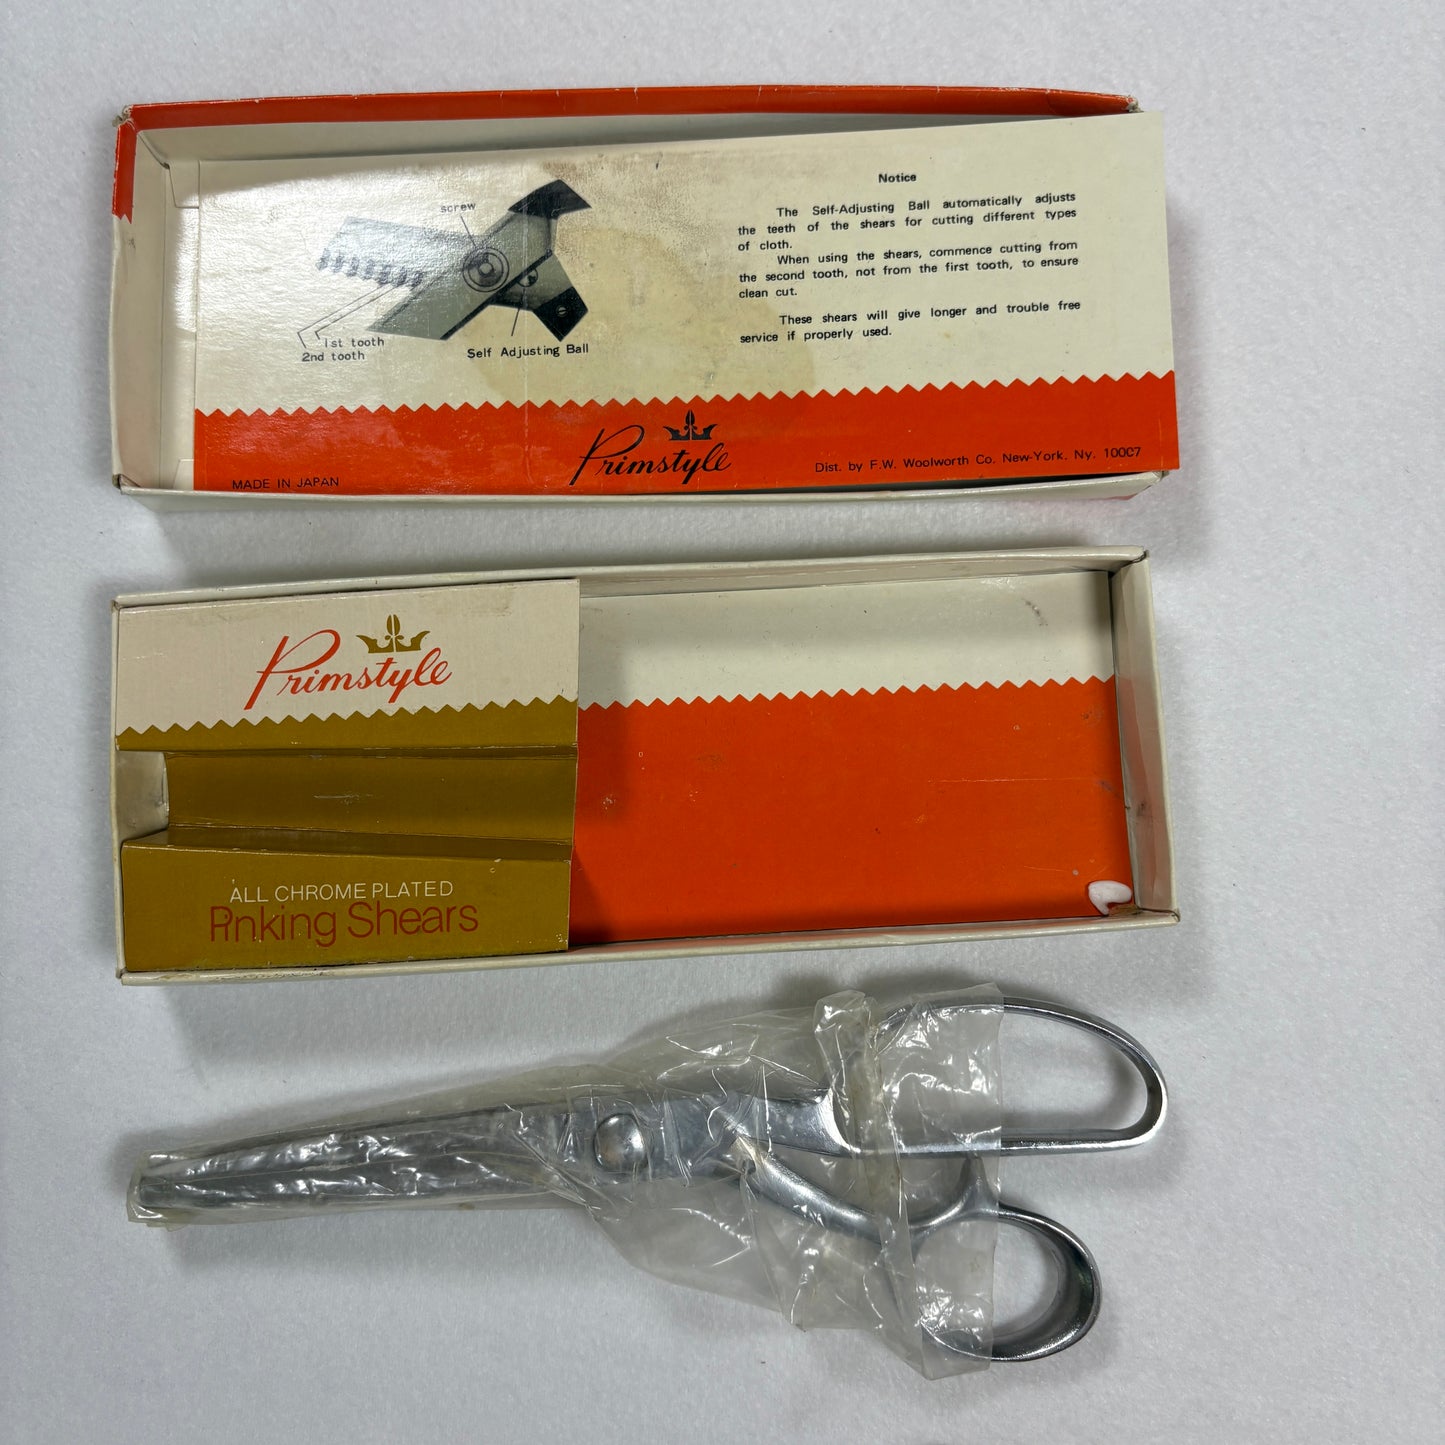 screw
1st tooth
2nd tooth
Self Adjusting Ball
Notice
The Self-Adjusting Ball automatically adjusts
the teeth of the shears for cutting different types
of cloth.
When using the shears, commence cutting from
the second tooth, not from the first tooth, to ensure
clean cut.
These shears will give longer and trouble free
service if properly used.
MADE IN JAPAN
Primstyle
Dist. by F.W. Woolworth Co. New-York. Ny. 10007
Primstyle
ALL CHROME PLATED
Pinking Shears